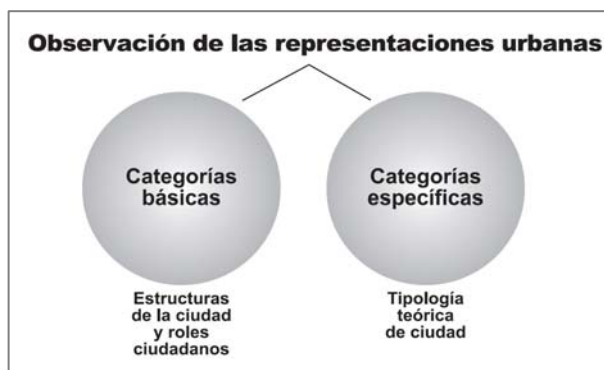 Observación de las representaciones urbanas
Categorías
básicas
Categorías
específicas
Estructuras
de la ciudad
y roles
ciudadanos
Tipología
teórica
de ciudad